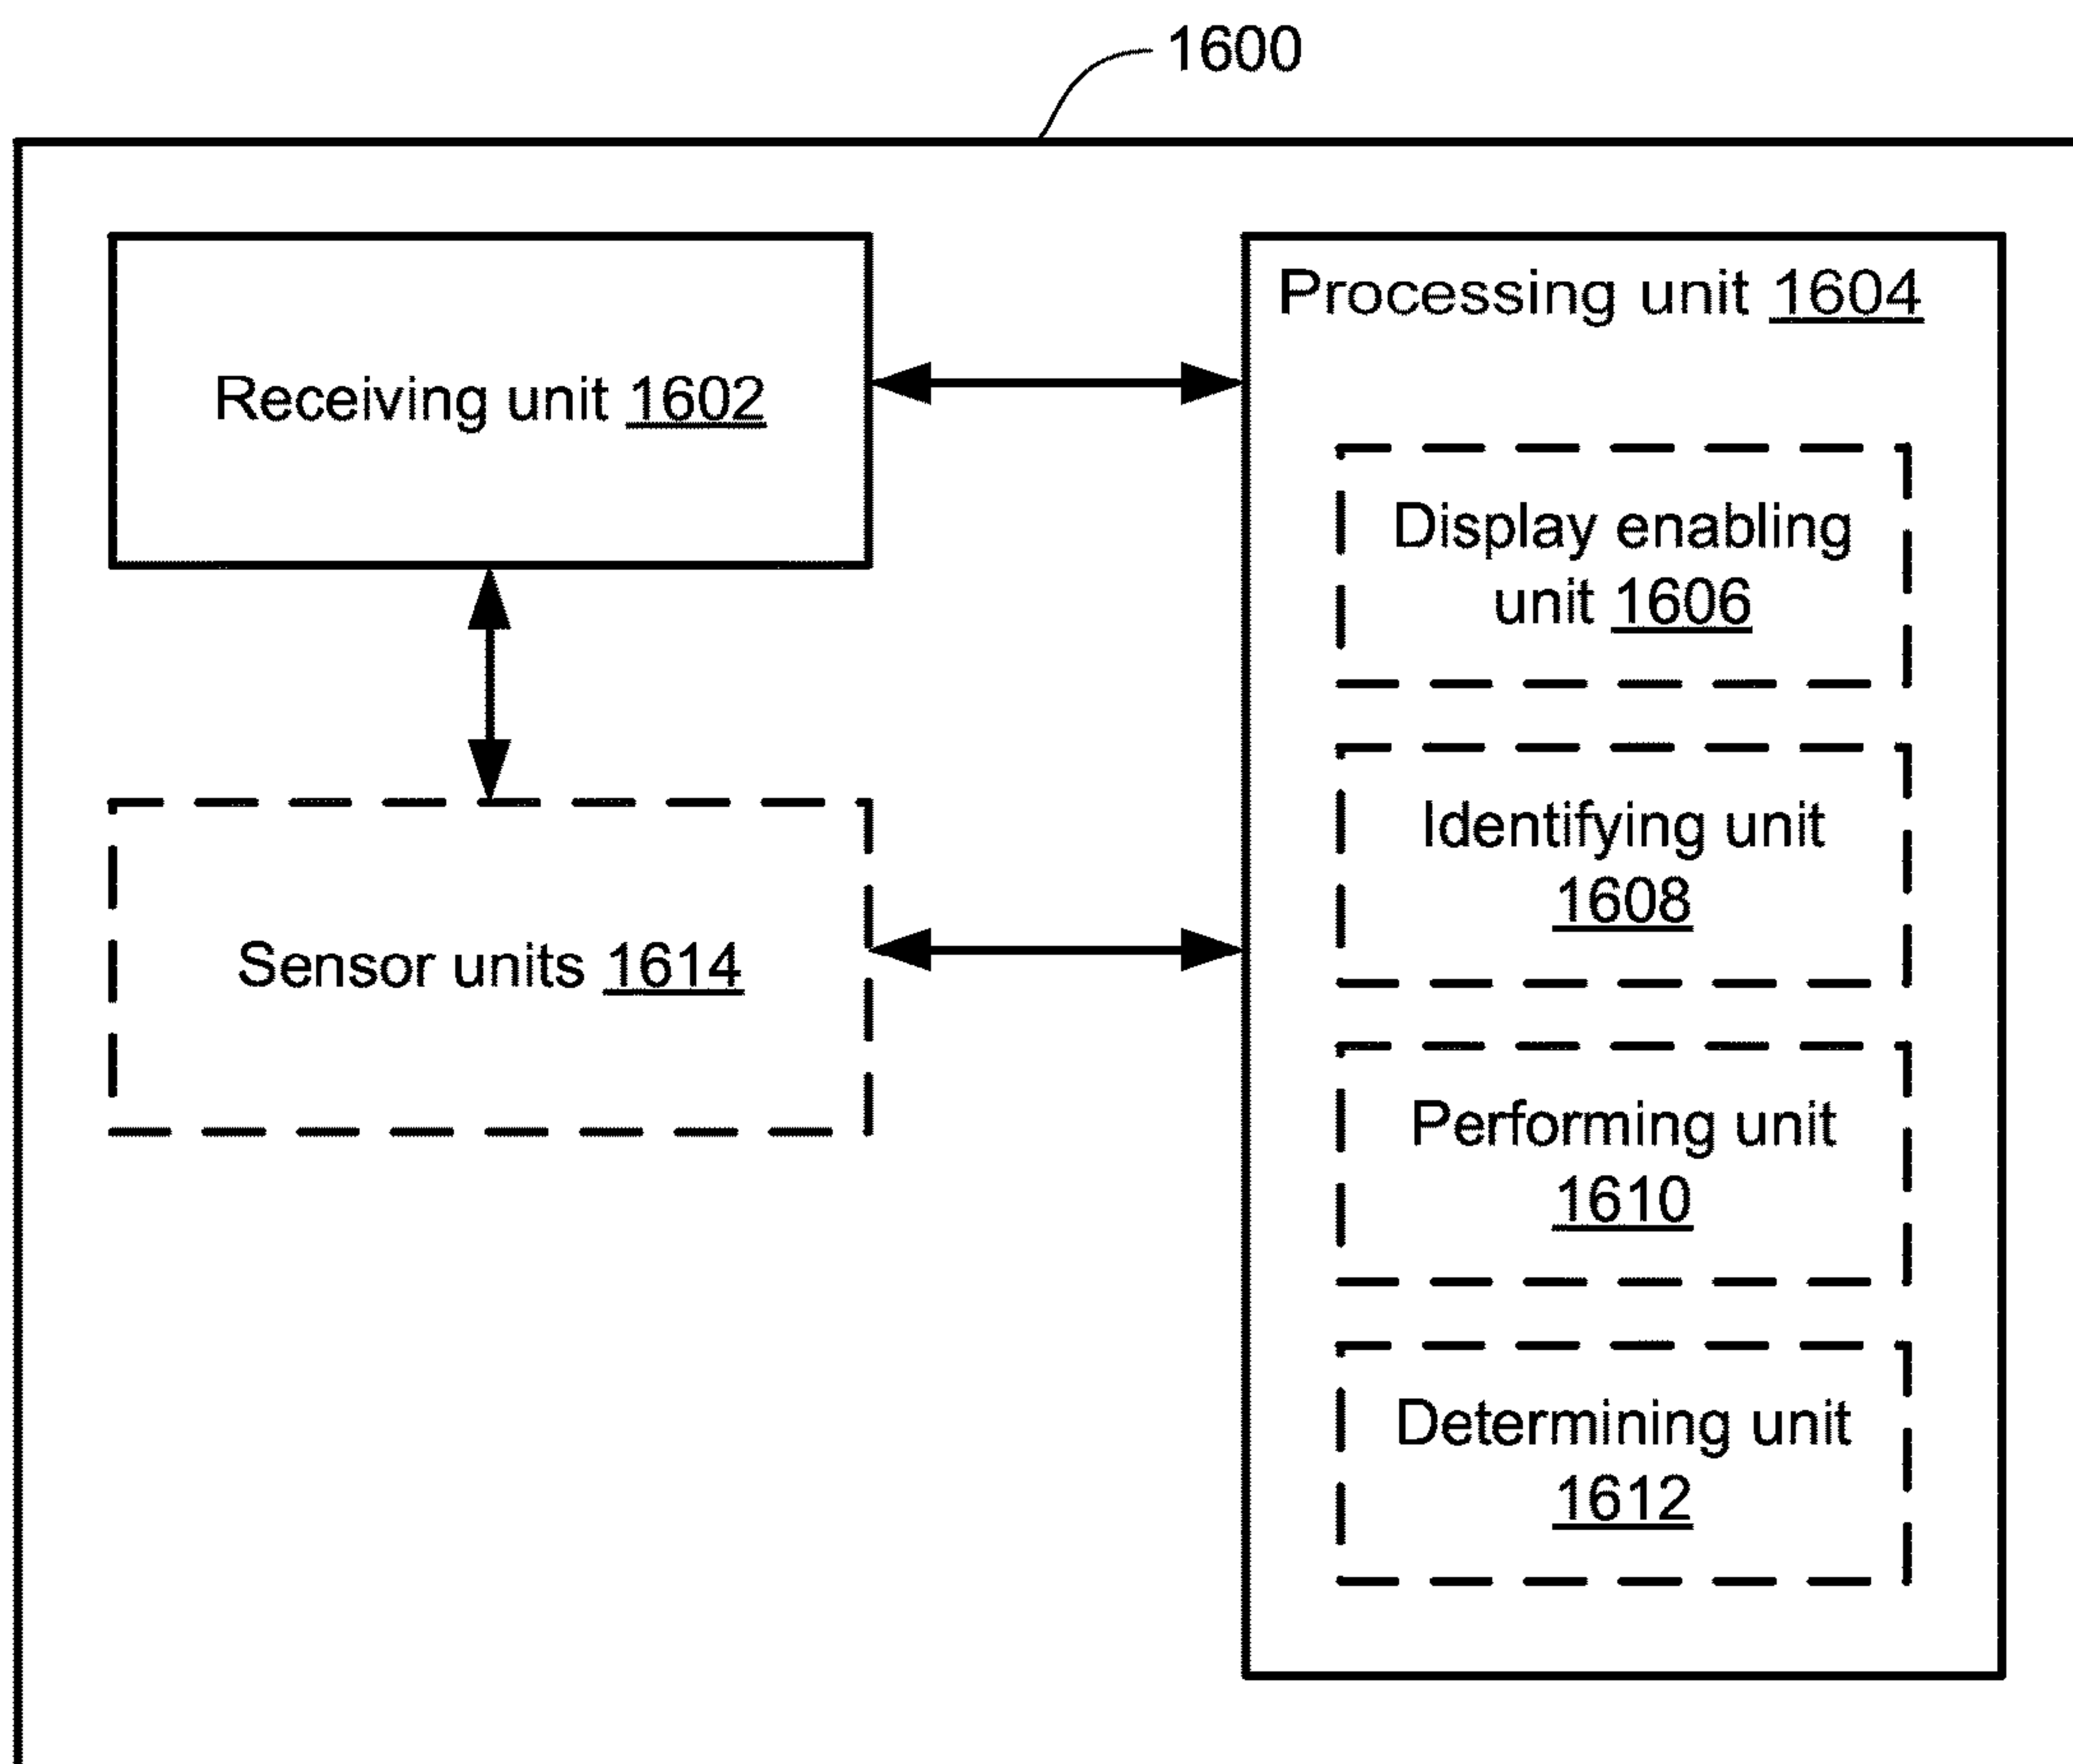 1600
Receiving unit 1602
Processing unit 1604
Display enabling
unit 1606
Identifying unit
1608
Sensor units 1614
Performing unit
1610
Determining unit
1612